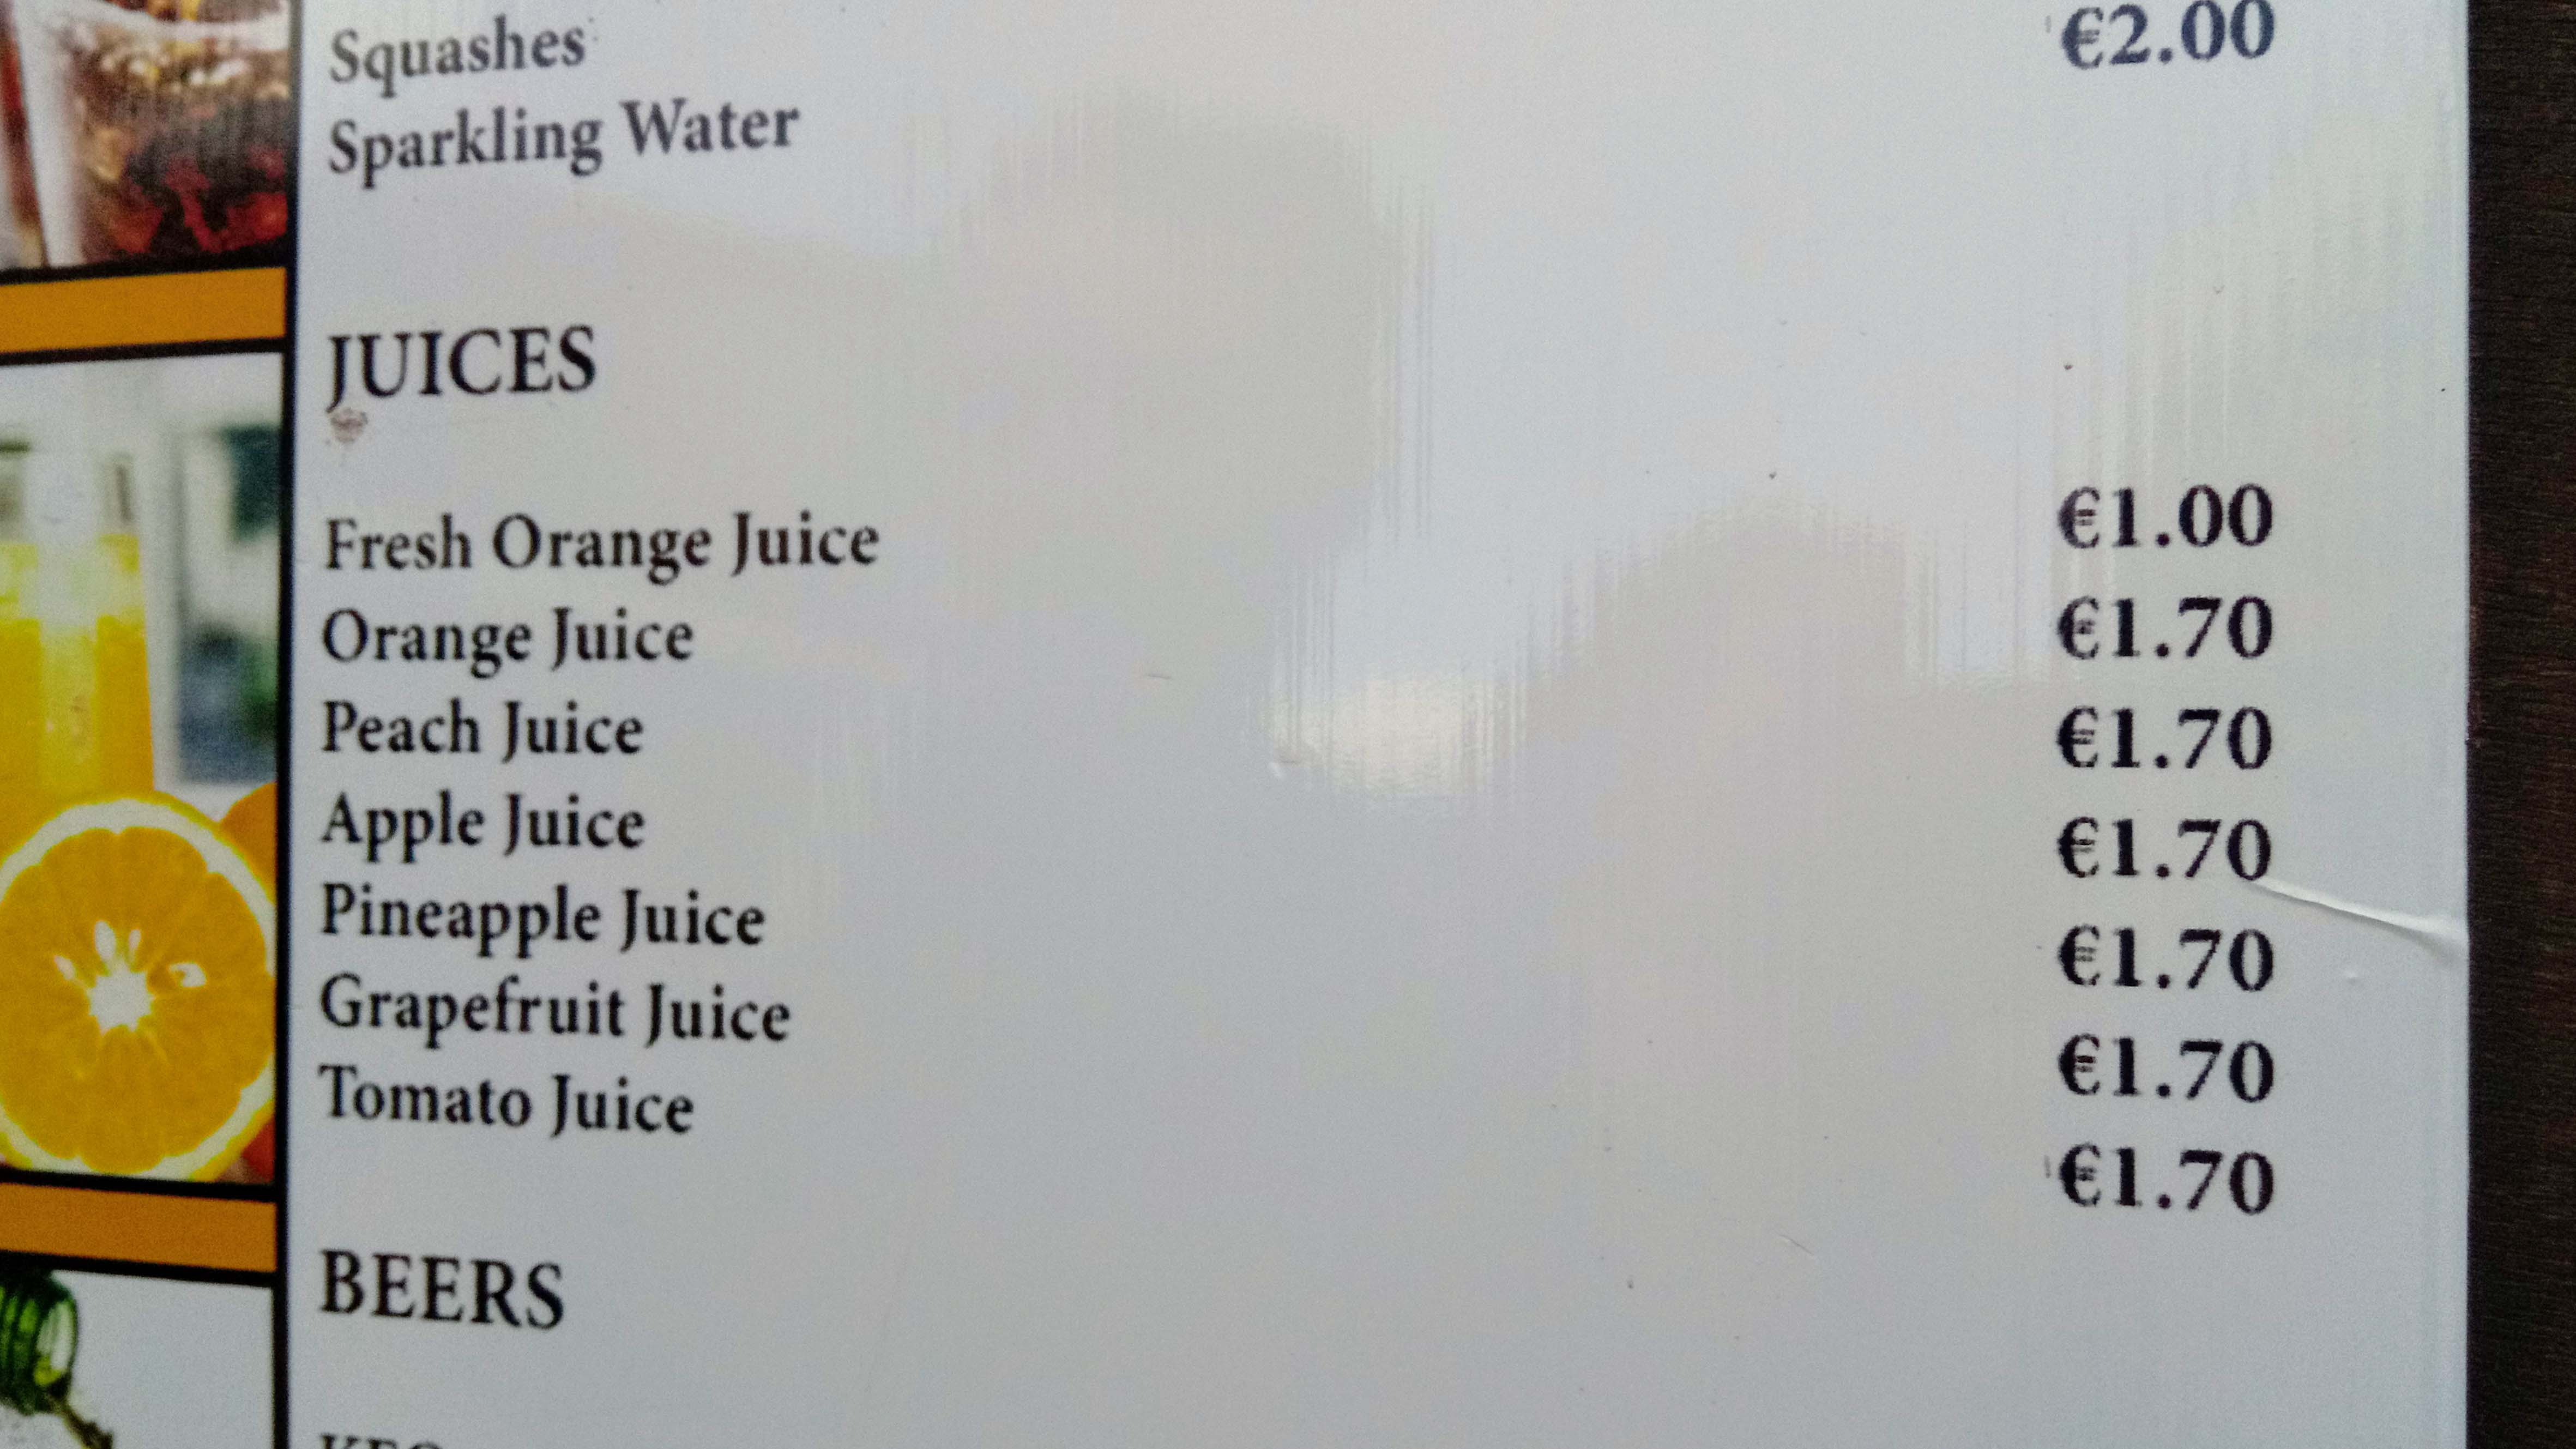 Squashes €2.00
Sparkling Water
JUICES
Fresh Orange Juice €1.00
Orange Juice €1.70
Peach Juice €1.70
Apple Juice €1.70
Pineapple Juice €1.70
Grapefruit Juice €1.70
Tomato Juice €1.70
BEERS